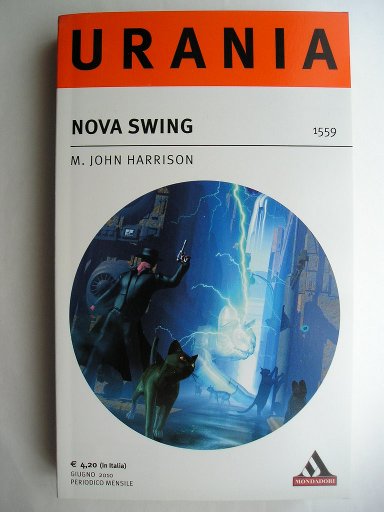 URANIA
NOVA SWING
1559
M. JOHN HARRISON
€ 4,20 (in Italia)
GIUGNO 2010
PERIODICO MENSILE
MONDADORI